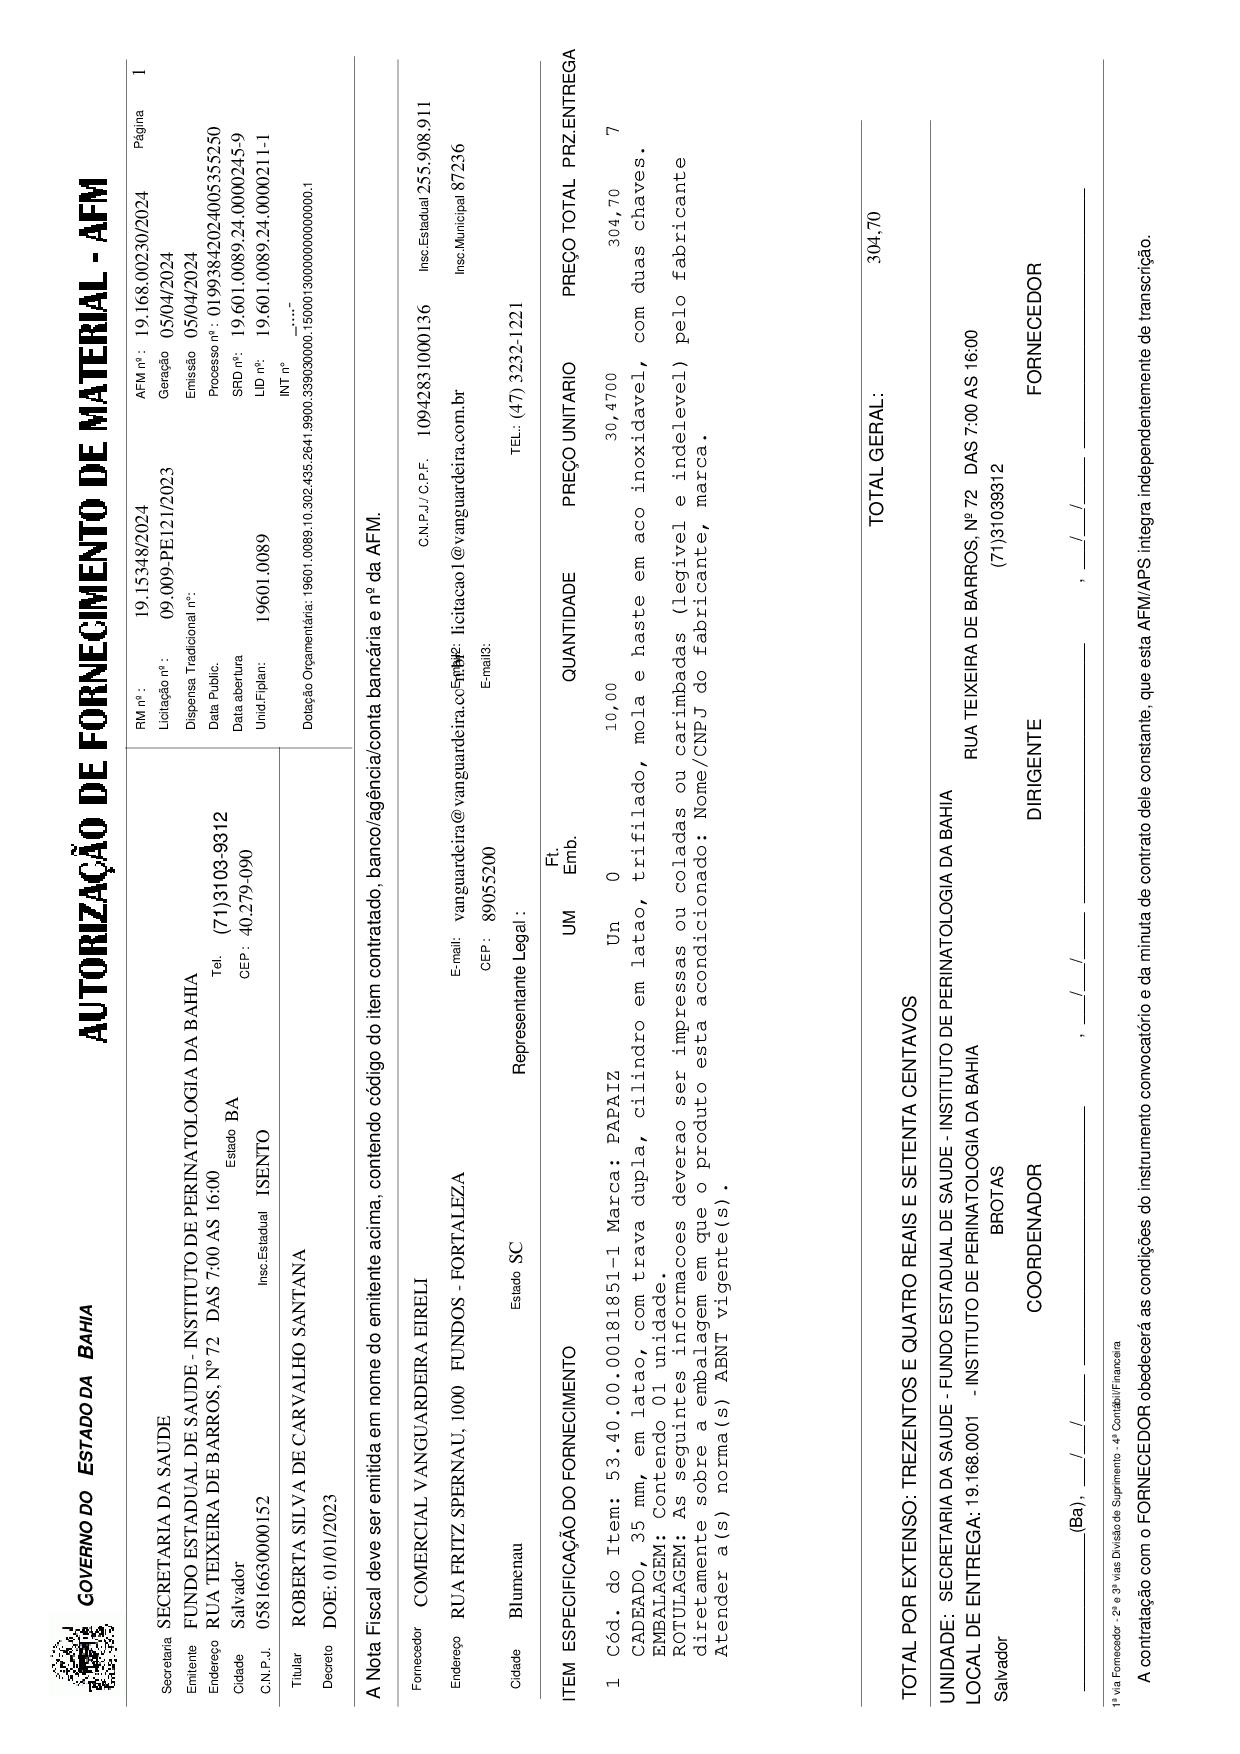 GOVERNO DO ESTADO DA BAHIA
AUTORIZAÇÃO DE FORNECIMENTO DE MATERIAL - AFM
RM nº : 19.15348/2024 AFM nº : 19.168.00230/2024 Página 1
Secretaria SECRETARIA DA SAUDE Licitação nº : 09.009-PE121/2023 Geração 05/04/2024
Emitente FUNDO ESTADUAL DE SAUDE - INSTITUTO DE PERINATOLOGIA DA BAHIA Dispensa Tradicional n°: Emissão 05/04/2024
Endereço RUA TEIXEIRA DE BARROS, Nº 72 DAS 7:00 AS 16:00 Tel. (71)3103-9312 Data Public. Processo nº : 01993842024005355250
Cidade Salvador Estado BA CEP : 40.279-090 Data abertura SRD nº: 19.601.0089.24.0000245-9
C.N.P.J. 05816630000152 Insc.Estadual ISENTO Unid.Fiplan: 19601.0089 LID nº: 19.601.0089.24.0000211-1
INT n° _....-
Titular ROBERTA SILVA DE CARVALHO SANTANA Dotação Orçamentária: 19601.0089.10.302.435.2641.9900.339030000.15000130000000000000.1
Decreto DOE: 01/01/2023
A Nota Fiscal deve ser emitida em nome do emitente acima, contendo código do item contratado, banco/agência/conta bancária e nº da AFM.
Fornecedor COMERCIAL VANGUARDEIRA EIRELI C.N.P.J./ C.P.F. 10942831000136 Insc.Estadual 255.908.911
Endereço RUA FRITZ SPERNAU, 1000 FUNDOS - FORTALEZA E-mail: vanguardeira@vanguardeira.com.br E-mail2: licitacao1@vanguardeira.com.br Insc.Municipal 87236
CEP : 89055200 E-mail3:
Cidade Blumenau Estado SC Representante Legal : TEL.: (47) 3232-1221
ITEM ESPECIFICAÇÃO DO FORNECIMENTO UM Ft. Emb. QUANTIDADE PREÇO UNITARIO PREÇO TOTAL PRZ.ENTREGA
1 Cód. do Item: 53.40.00.00181851-1 Marca: PAPAIZ Un 0 10,00 30,4700 304,70 7
CADEADO, 35 mm, em latao, com trava dupla, cilindro em latao, trifilado, mola e haste em aco inoxidavel, com duas chaves.
EMBALAGEM: Contendo 01 unidade.
ROTULAGEM: As seguintes informacoes deverao ser impressas ou coladas ou carimbadas (legivel e indelevel) pelo fabricante
diretamente sobre a embalagem em que o produto esta acondicionado: Nome/CNPJ do fabricante, marca.
Atender a(s) norma(s) ABNT vigente(s).
TOTAL GERAL: 304,70
TOTAL POR EXTENSO: TREZENTOS E QUATRO REAIS E SETENTA CENTAVOS
UNIDADE: SECRETARIA DA SAUDE - FUNDO ESTADUAL DE SAUDE - INSTITUTO DE PERINATOLOGIA DA BAHIA
LOCAL DE ENTREGA: 19.168.0001 - INSTITUTO DE PERINATOLOGIA DA BAHIA RUA TEIXEIRA DE BARROS, Nº 72 DAS 7:00 AS 16:00
Salvador BROTAS (71)31039312
COORDENADOR DIRIGENTE FORNECEDOR
_________________(Ba), ___/___/_____ ____________________________ , ___/___/_____ ____________________________ , ___/___/_____ ____________________________
1ª via Fornecedor - 2ª e 3ª vias Divisão de Suprimento - 4ª Contábil/Financeira
A contratação com o FORNECEDOR obedecerá as condições do instrumento convocatório e da minuta de contrato dele constante, que esta AFM/APS integra independentemente de transcrição.